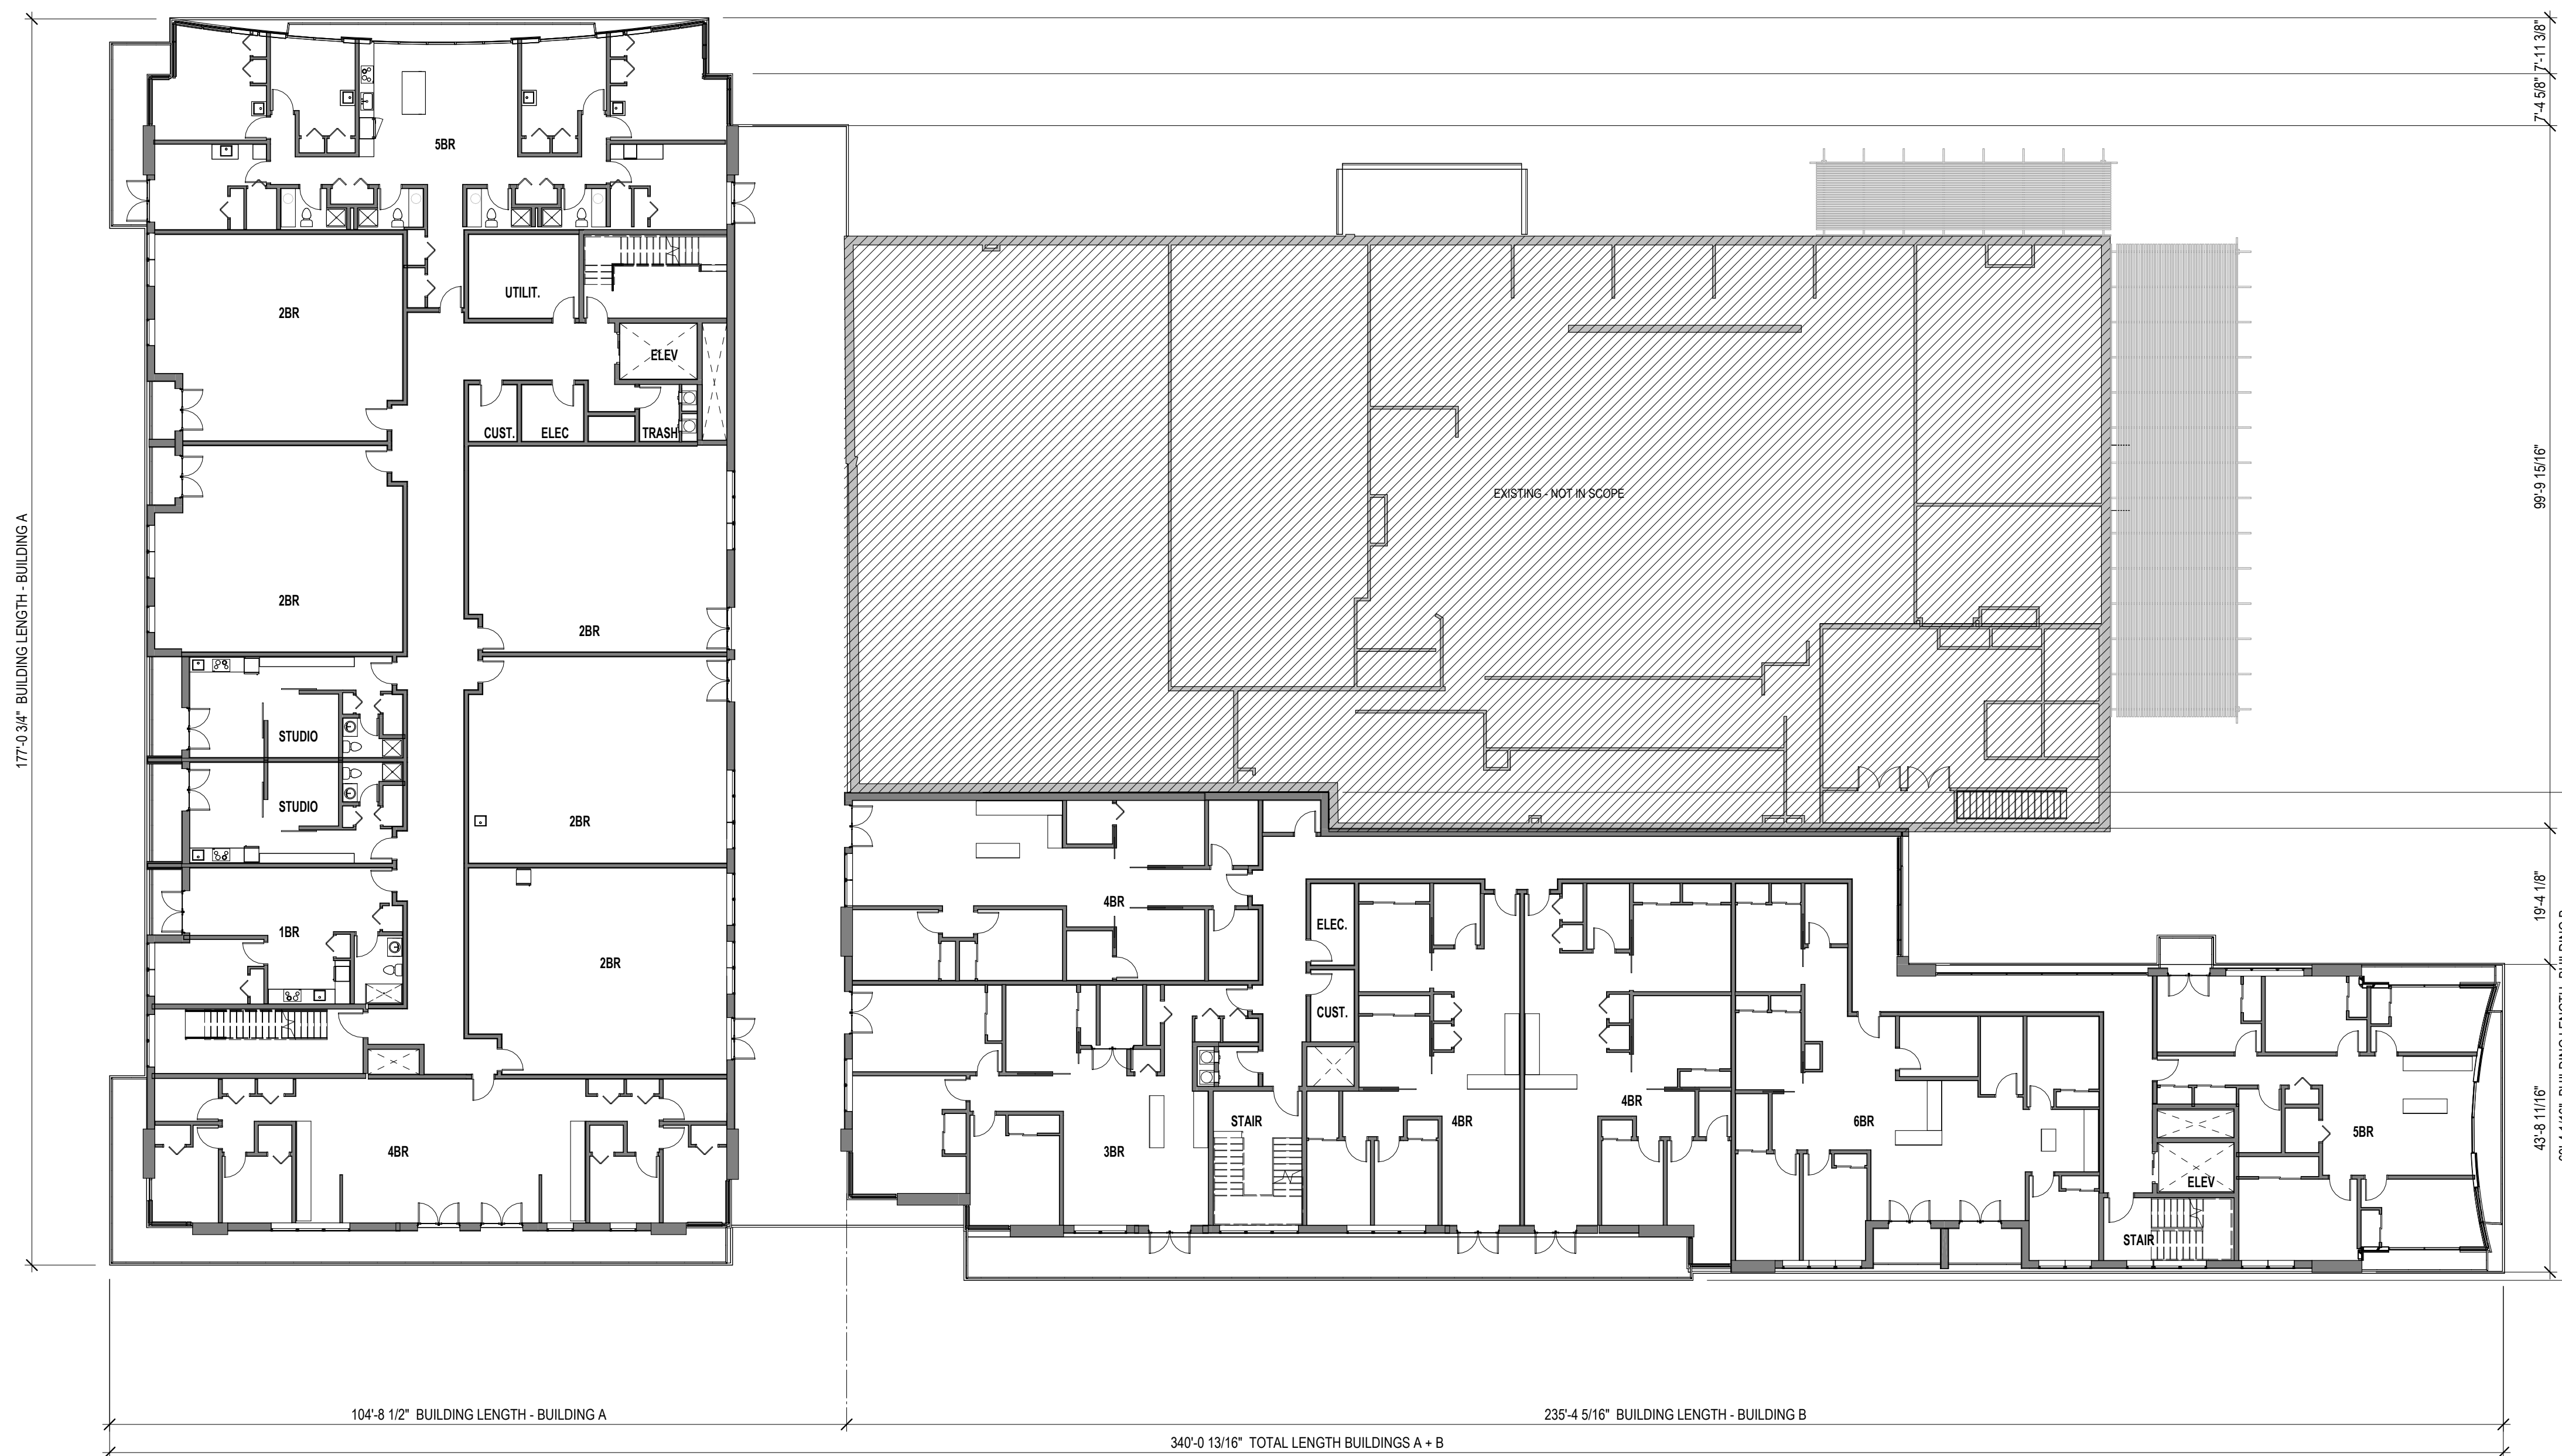 7'-11 3/8"
7'-4 5/8"
5BR
2BR
UTILIT.
ELEV
CUST.
ELEC
TRASH
99'-9 15/16"
EXISTING - NOT IN SCOPE
177'-0 3/4" BUILDING LENGTH - BUILDING A
2BR
2BR
STUDIO
STUDIO
2BR
1BR
2BR
4BR
4BR
ELEC.
CUST.
19'-4 1/8"
3BR
STAIR
4BR
4BR
6BR
5BR
ELEV
STAIR
43'-8 11/16"
104'-8 1/2" BUILDING LENGTH - BUILDING A
235'-4 5/16" BUILDING LENGTH - BUILDING B
340'-0 13/16" TOTAL LENGTH BUILDINGS A + B